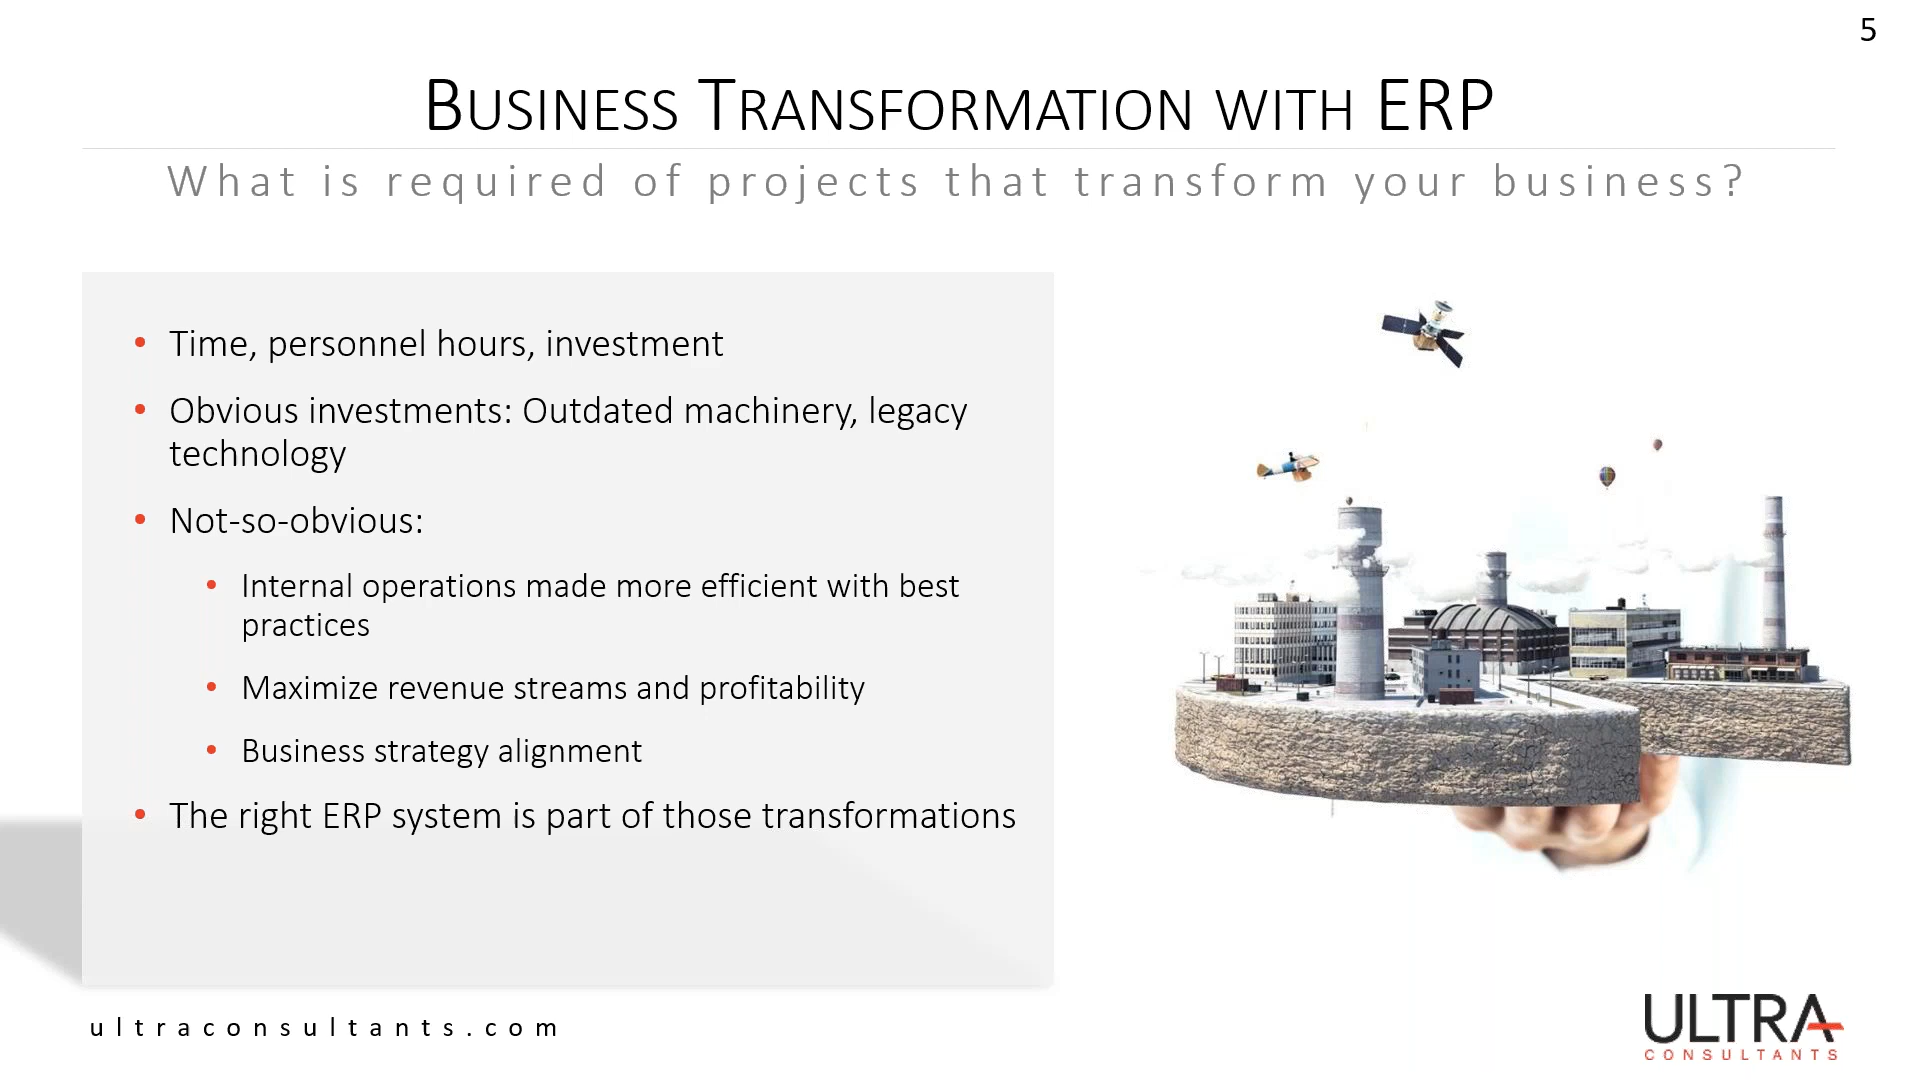 5
Business Transformation with ERP
What is required of projects that transform your business?
• Time, personnel hours, investment
• Obvious investments: Outdated machinery, legacy
technology
• Not-so-obvious:
• Internal operations made more efficient with best
practices
• Maximize revenue streams and profitability
• Business strategy alignment
• The right ERP system is part of those transformations
ultraconsultants.com
ULTRA
CONSULTANTS